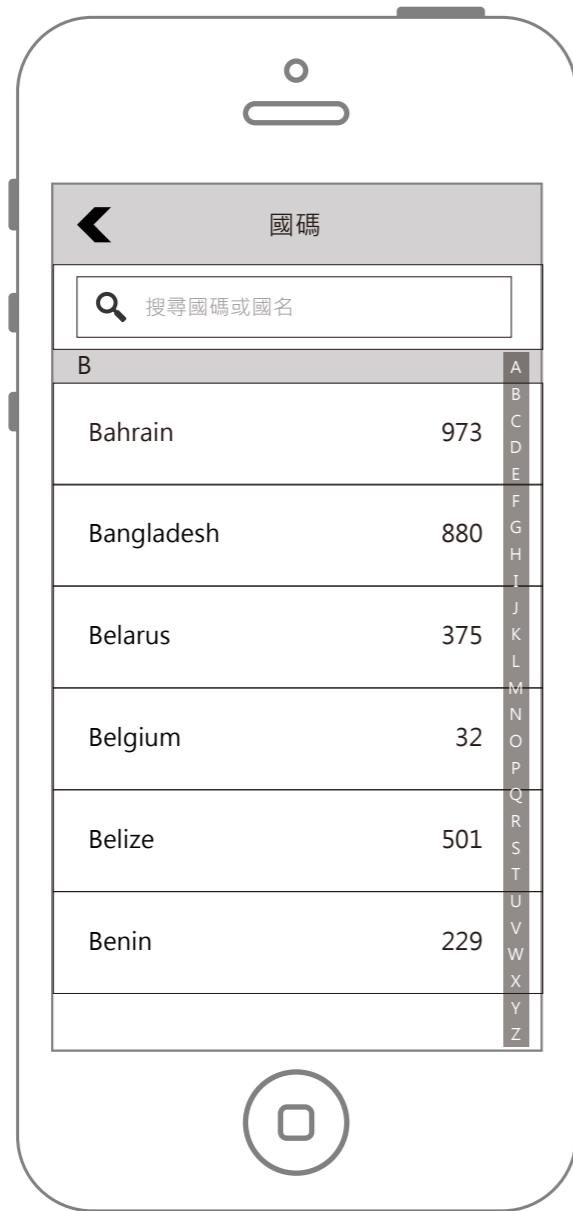 國碼
搜尋國碼或國名
B
Bahrain 973
Bangladesh 880
Belarus 375
Belgium 32
Belize 501
Benin 229
A
B
C
D
E
F
G
H
I
J
K
L
M
N
O
P
Q
R
S
T
U
V
W
X
Y
Z